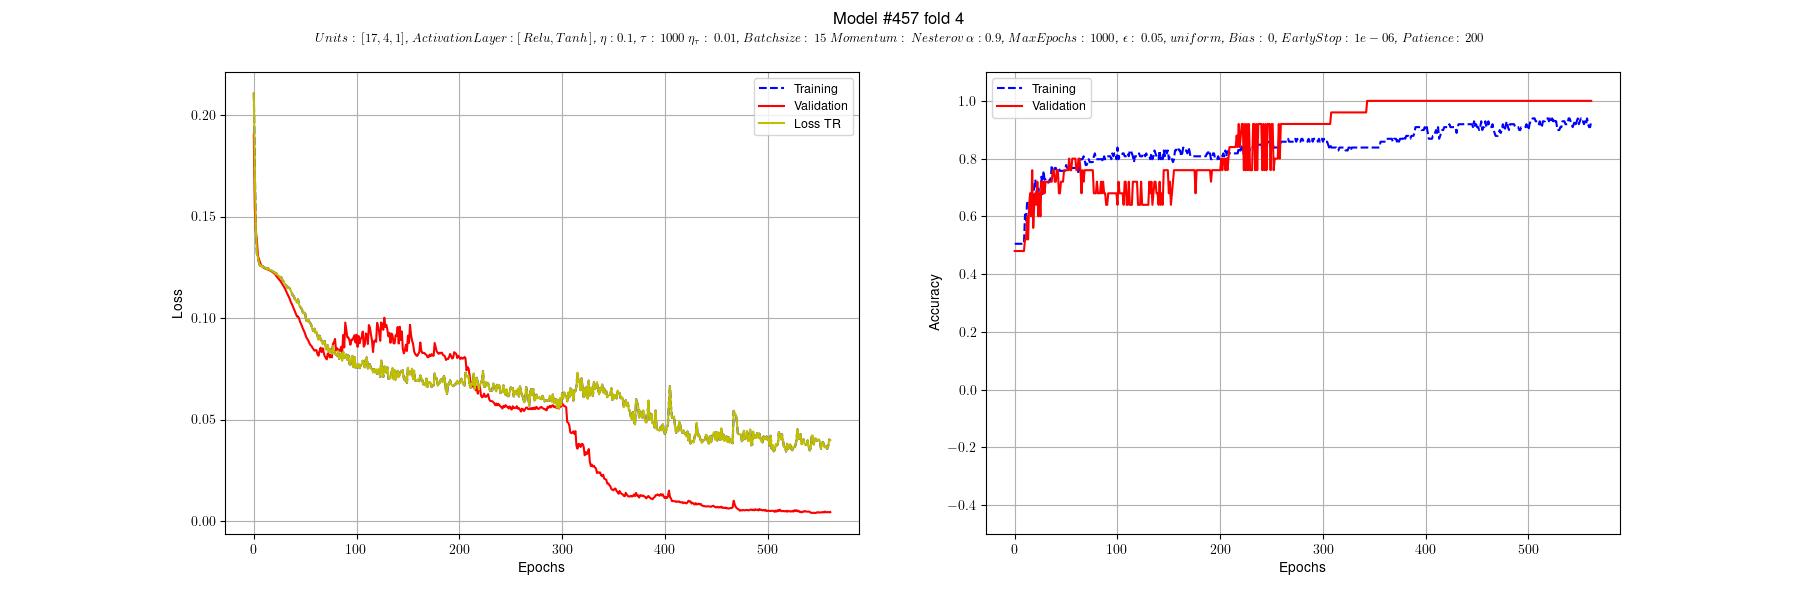 Model #457 fold 4
Units : [17, 4, 1], ActivationLayer : [ Relu, Tanh ], η : 0.1, τ : 1000 ητ : 0.01, Batchsize : 15 Momentum : Nesterov α : 0.9, MaxEpochs : 1000, ϵ : 0.05, uniform, Bias : 0, EarlyStop : 1e − 06, Patience : 200
Training
Validation
Loss TR
0.20
0.15
0.10
0.05
0.00
Loss
0 100 200 300 400 500
Epochs
Training
Validation
1.0
0.8
0.6
0.4
0.2
0.0
−0.2
−0.4
Accuracy
0 100 200 300 400 500
Epochs